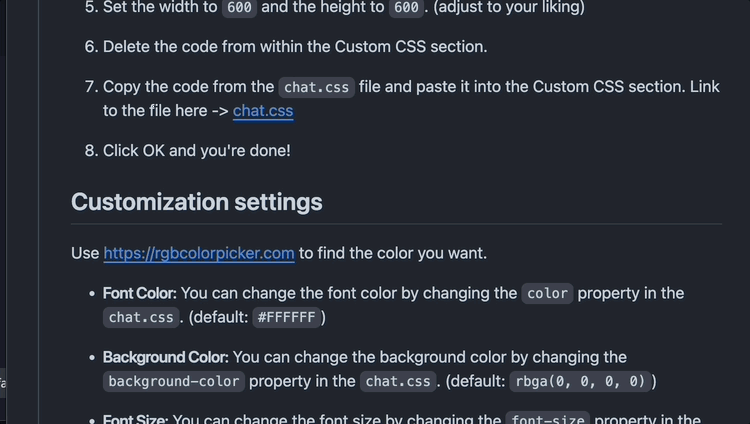 5. Set the width to 600 and the height to 600. (adjust to your liking)
6. Delete the code from within the Custom CSS section.
7. Copy the code from the chat.css file and paste it into the Custom CSS section. Link
to the file here -> chat.css
8. Click OK and you're done!
Customization settings
Use https://rgbcolorpicker.com to find the color you want.
• Font Color: You can change the font color by changing the color property in the
chat.css. (default: #FFFFFF)
• Background Color: You can change the background color by changing the
background-color property in the chat.css. (default: rbga(0, 0, 0, 0))
• Font Size: You can change the font size by changing the font-size property in the